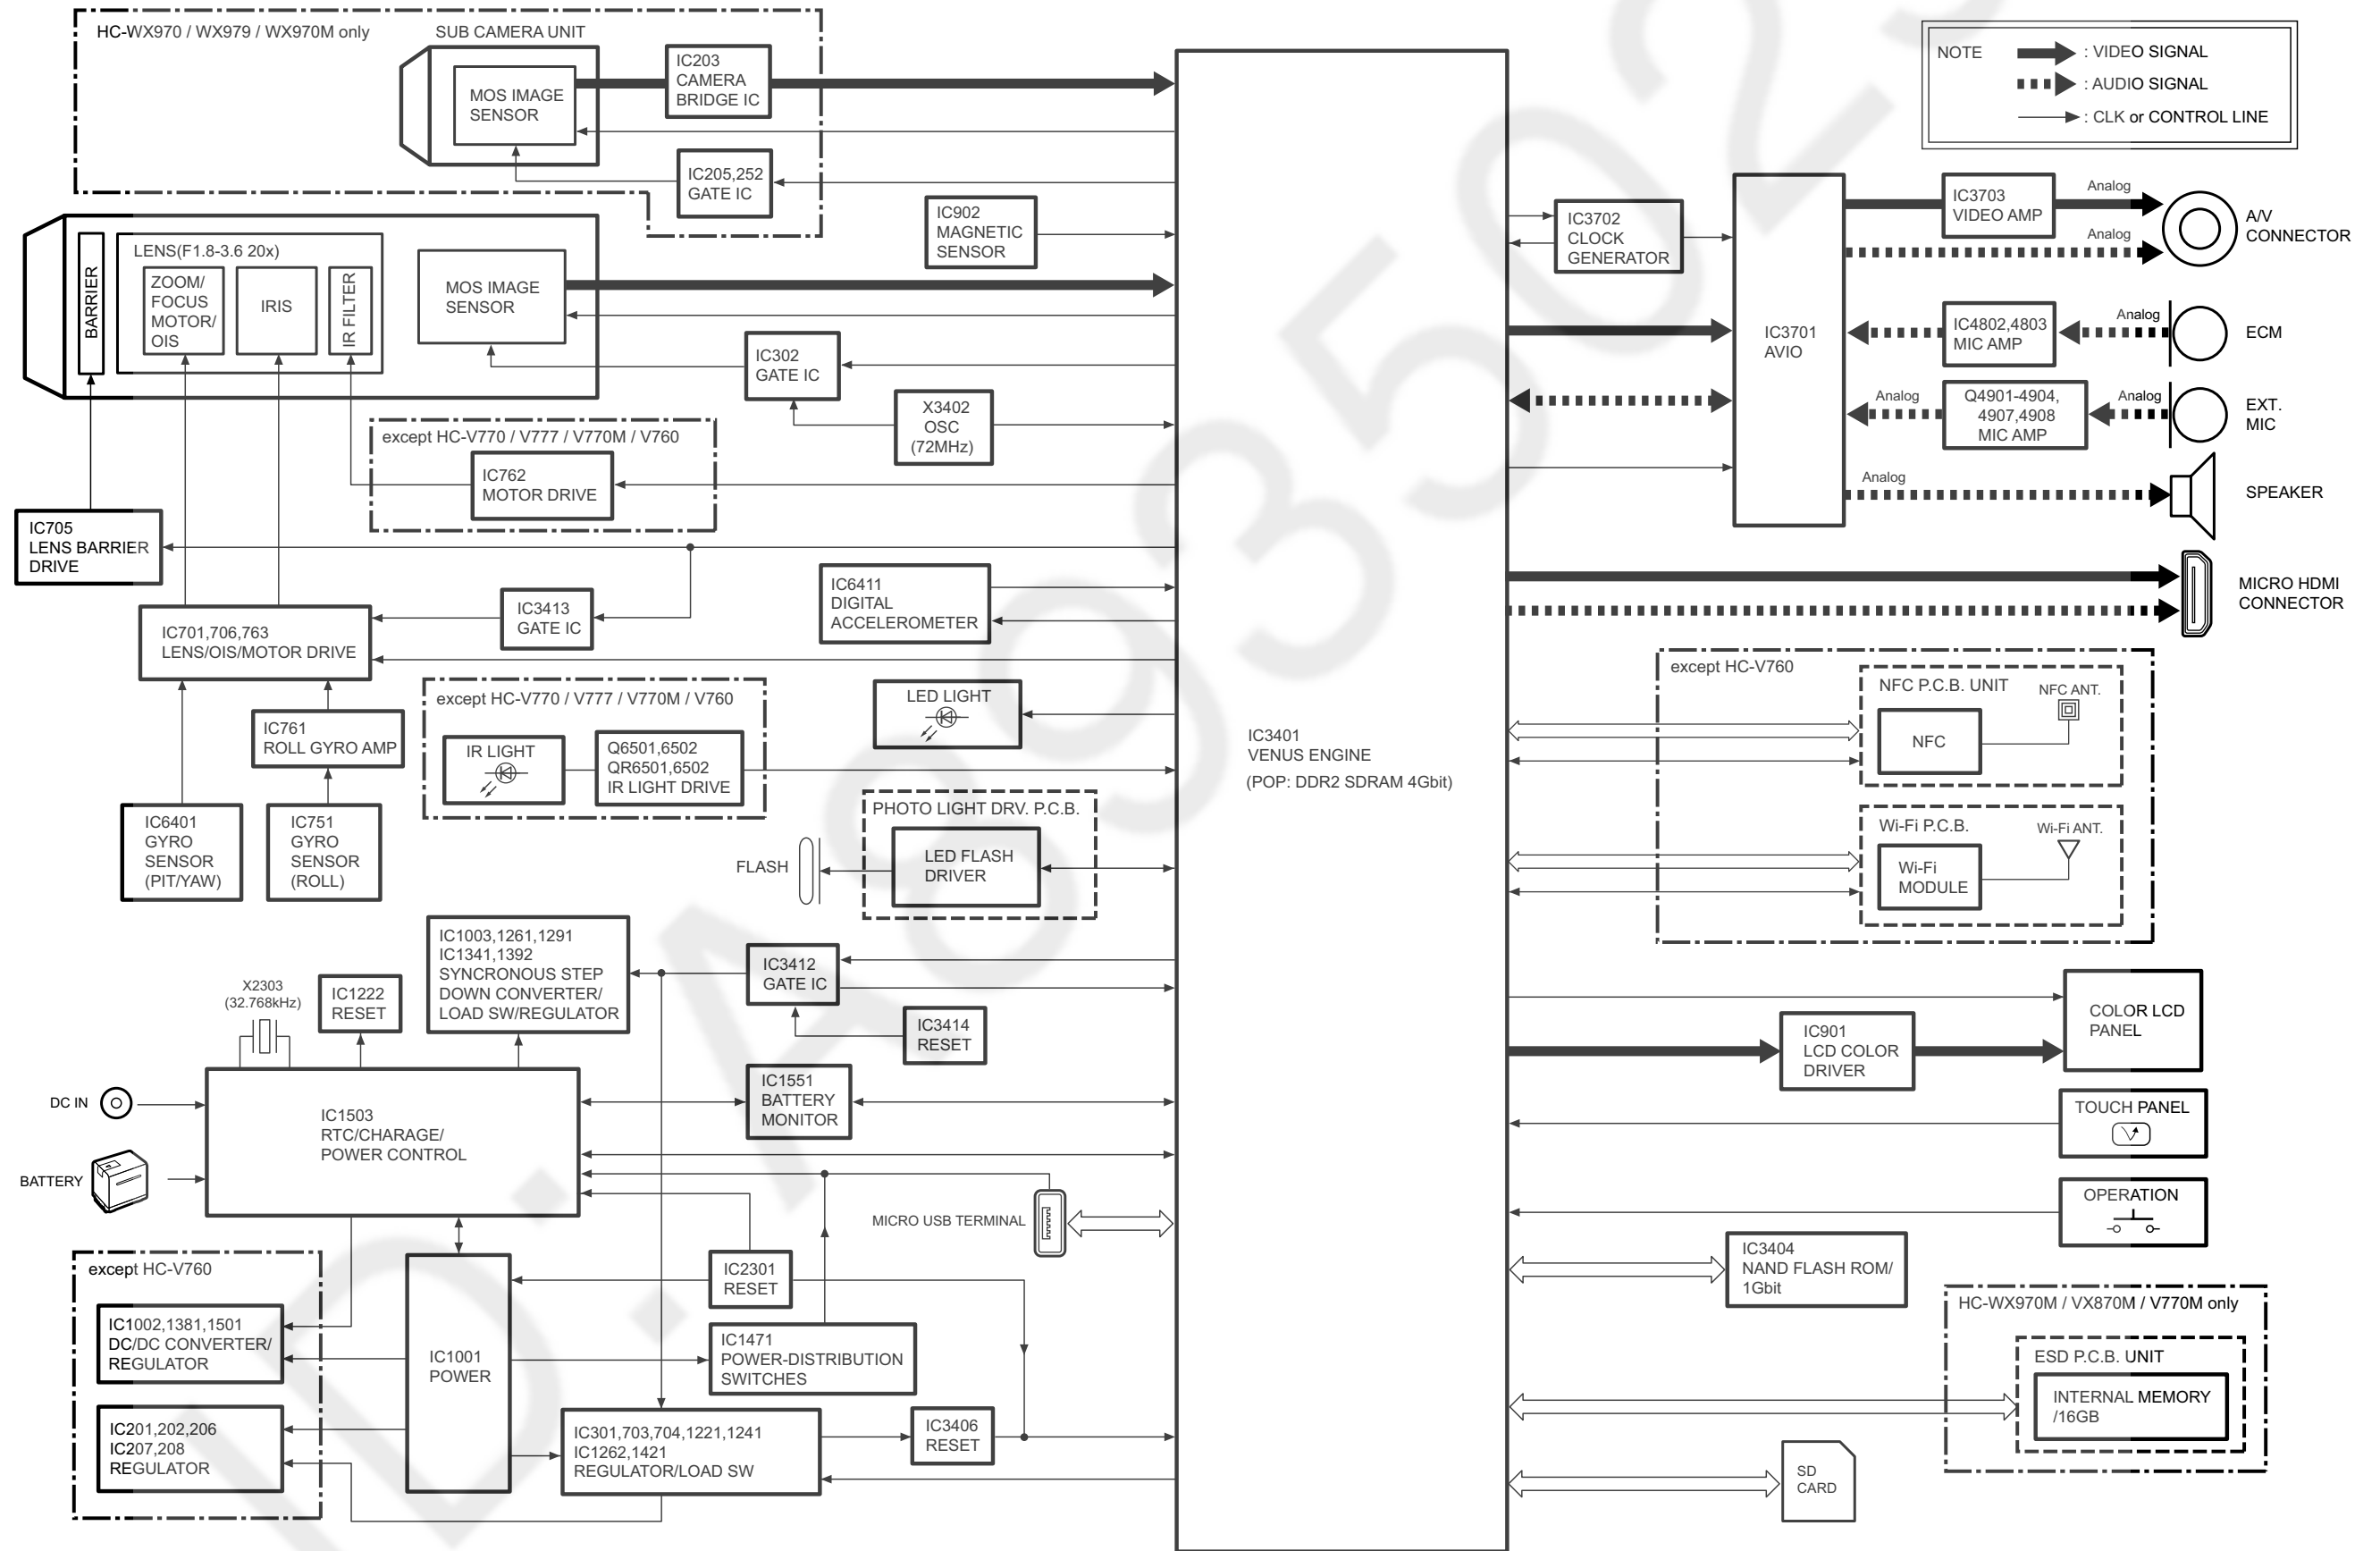 HC-WX970 / WX979 / WX970M only
SUB CAMERA UNIT
MOS IMAGE
SENSOR
IC203
CAMERA
BRIDGE IC
IC205,252
GATE IC
IC902
MAGNETIC
SENSOR
BARRIER
LENS(F1.8-3.6 20x)
ZOOM/
FOCUS
MOTOR/
OIS
IRIS
IR FILTER
MOS IMAGE
SENSOR
IC302
GATE IC
X3402
OSC
(72MHz)
except HC-V770 / V777 / V770M / V760
IC762
MOTOR DRIVE
IC705
LENS BARRIER
DRIVE
IC3413
GATE IC
IC6411
DIGITAL
ACCELEROMETER
IC701,706,763
LENS/OIS/MOTOR DRIVE
IC761
ROLL GYRO AMP
IC6401
GYRO
SENSOR
(PIT/YAW)
IC751
GYRO
SENSOR
(ROLL)
except HC-V770 / V777 / V770M / V760
IR LIGHT
Q6501,6502
QR6501,6502
IR LIGHT DRIVE
LED LIGHT
PHOTO LIGHT DRV. P.C.B.
FLASH
LED FLASH
DRIVER
IC1003,1261,1291
IC1341,1392
SYNCRONOUS STEP
DOWN CONVERTER/
LOAD SW/REGULATOR
IC3412
GATE IC
IC3414
RESET
X2303
(32.768kHz)
IC1222
RESET
DC IN
BATTERY
IC1503
RTC/CHARAGE/
POWER CONTROL
IC1551
BATTERY
MONITOR
MICRO USB TERMINAL
except HC-V760
IC1002,1381,1501
DC/DC CONVERTER/
REGULATOR
IC201,202,206
IC207,208
REGULATOR
IC1001
POWER
IC2301
RESET
IC1471
POWER-DISTRIBUTION
SWITCHES
IC301,703,704,1221,1241
IC1262,1421
REGULATOR/LOAD SW
IC3406
RESET
IC3401
VENUS ENGINE
(POP: DDR2 SDRAM 4Gbit)
NOTE
: VIDEO SIGNAL
: AUDIO SIGNAL
: CLK or CONTROL LINE
IC3702
CLOCK
GENERATOR
IC3701
AVIO
IC3703
VIDEO AMP
Analog
Analog
A/V
CONNECTOR
IC4802,4803
MIC AMP
Analog
ECM
Analog
Q4901-4904,
4907,4908
MIC AMP
Analog
EXT.
MIC
Analog
SPEAKER
MICRO HDMI
CONNECTOR
except HC-V760
NFC P.C.B. UNIT
NFC ANT.
NFC
Wi-Fi P.C.B.
Wi-Fi ANT.
Wi-Fi
MODULE
COLOR LCD
PANEL
IC901
LCD COLOR
DRIVER
TOUCH PANEL
OPERATION
IC3404
NAND FLASH ROM/
1Gbit
HC-WX970M / VX870M / V770M only
ESD P.C.B. UNIT
INTERNAL MEMORY
/16GB
SD
CARD